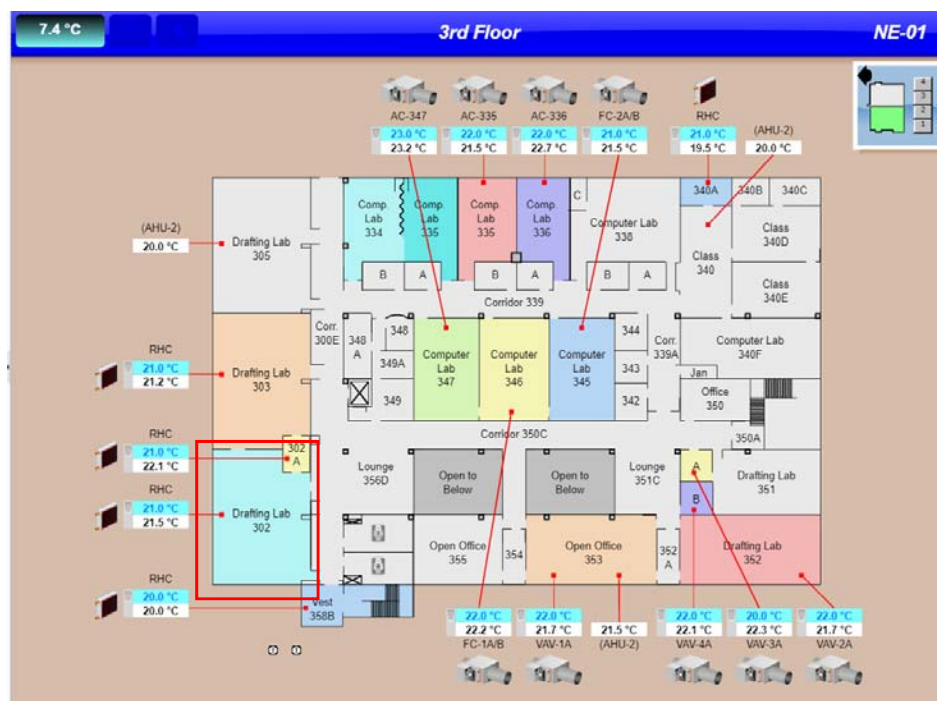 7.4 °C
3rd Floor
NE-01
4
3
2
1
AC-347
AC-335
AC-336
FC-2A/B
RHC
23.0 °C
22.0 °C
22.0 °C
21.0 °C
21.0 °C
(AHU-2)
23.2 °C
21.5 °C
22.7 °C
21.5 °C
19.5 °C
20.0 °C
340A
340B
340C
C
Comp.
Lab
334
Comp.
Lab
335
Comp.
Lab
335
Comp.
Lab
336
Computer Lab
338
Class
340D
(AHU-2)
20.0 °C
Drafting Lab
305
Class
340
B
A
B
A
B
A
Class
340E
Corridor 339
Corr.
300E
348
A
348
349A
349
Computer
Lab
347
Computer
Lab
346
Computer
Lab
345
344
343
342
Corr.
339A
Computer Lab
340F
Jan
Office
350
350A
RHC
21.0 °C
21.2 °C
Drafting Lab
303
Corridor 350C
RHC
21.0 °C
22.1 °C
302
A
Lounge
356D
Open to
Below
Open to
Below
Lounge
351C
A
B
Drafting Lab
351
RHC
21.0 °C
21.5 °C
Drafting Lab
302
Open Office
355
354
Open Office
353
352
A
Drafting Lab
352
RHC
20.0 °C
20.0 °C
Vest
358B
22.0 °C
22.0 °C
22.0 °C
20.0 °C
22.0 °C
22.2 °C
21.7 °C
21.5 °C
22.1 °C
22.3 °C
21.7 °C
FC-1A/B
VAV-1A
(AHU-2)
VAV-4A
VAV-3A
VAV-2A